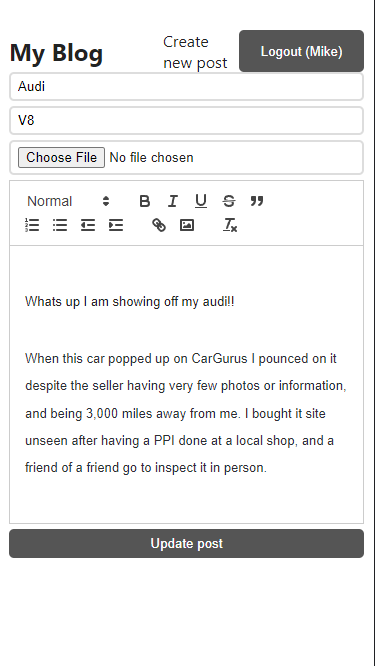 My Blog
Create
new post
Logout (Mike)
Audi
V8
Choose File No file chosen
Normal B I U S
Whats up I am showing off my audi!!
When this car popped up on CarGurus I pounced on it
despite the seller having very few photos or information,
and being 3,000 miles away from me. I bought it site
unseen after having a PPI done at a local shop, and a
friend of a friend go to inspect it in person.
Update post